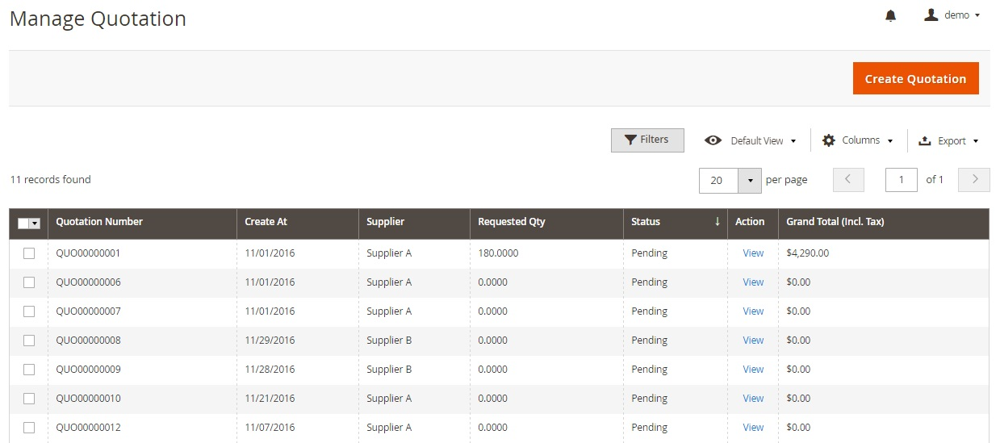 Manage Quotation
demo
Create Quotation
Filters Default View Columns Export
11 records found 20 per page 1 of 1
Quotation Number Create At Supplier Requested Qty Status ↓ Action Grand Total (Incl. Tax)
QUO00000001 11/01/2016 Supplier A 180.0000 Pending View $4,290.00
QUO00000006 11/01/2016 Supplier A 0.0000 Pending View $0.00
QUO00000007 11/01/2016 Supplier A 0.0000 Pending View $0.00
QUO00000008 11/29/2016 Supplier B 0.0000 Pending View $0.00
QUO00000009 11/28/2016 Supplier B 0.0000 Pending View $0.00
QUO00000010 11/21/2016 Supplier A 0.0000 Pending View $0.00
QUO00000012 11/07/2016 Supplier A 0.0000 Pending View $0.00